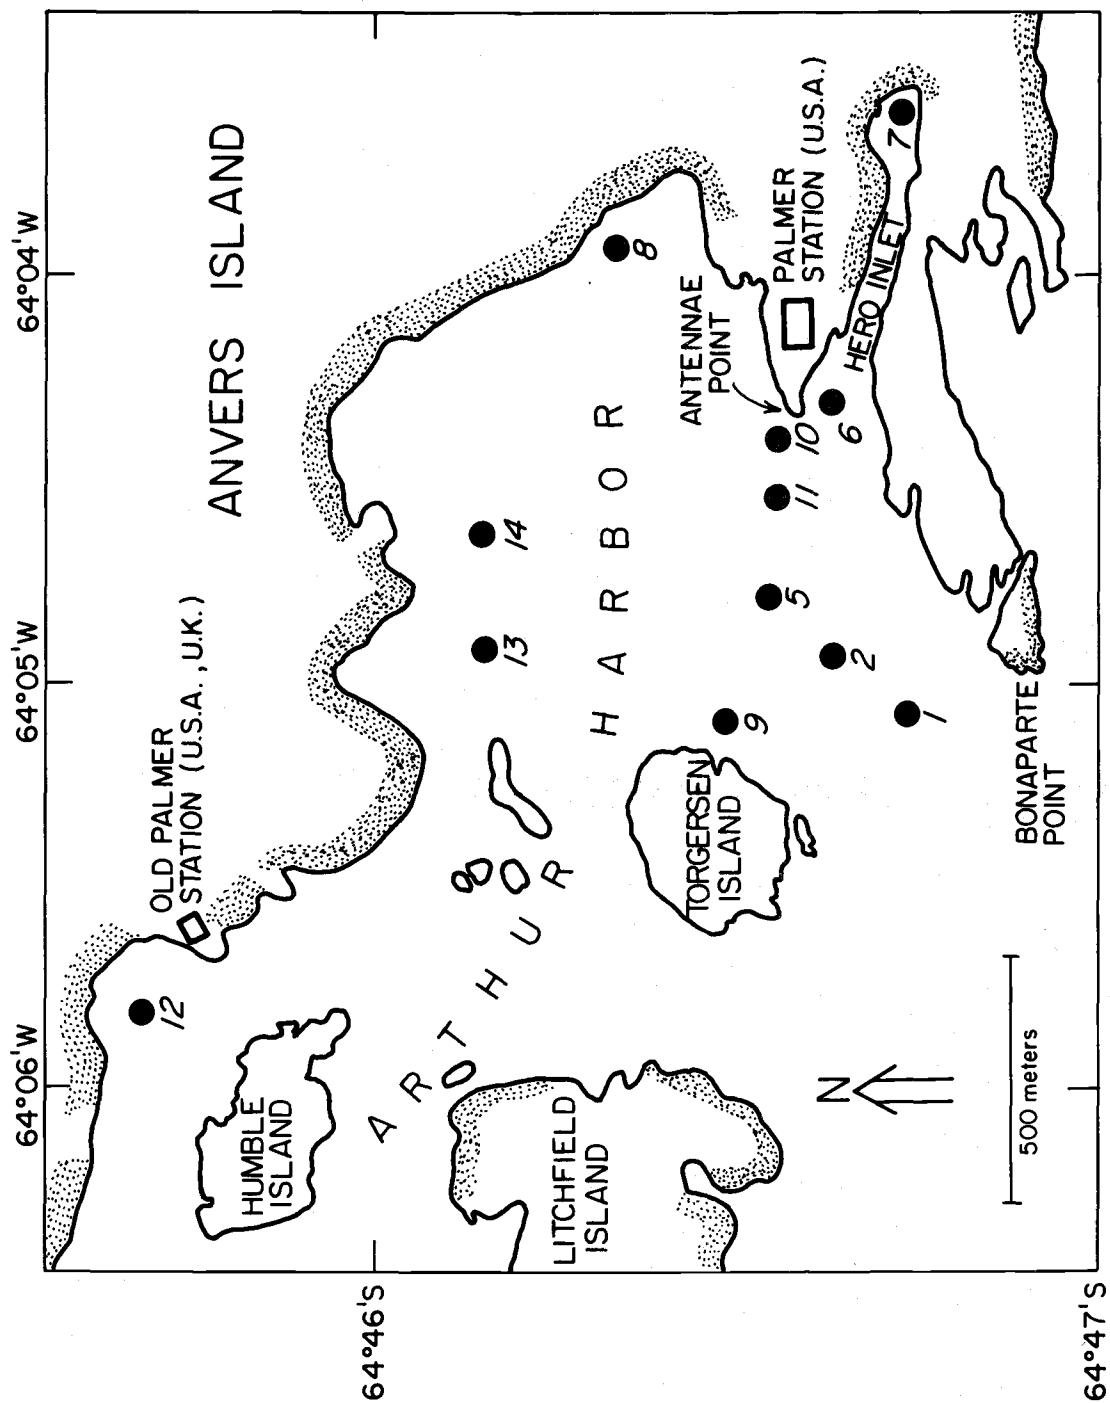 64°06'W
64°05'W
64°04'W
64°46'S
64°47'S
ANVERS ISLAND
OLD PALMER
STATION (U.S.A., U.K.)
12
HUMBLE
ISLAND
ARTHUR
HARBOR
13
14
8
LITCHFIELD
ISLAND
TORGERSEN
ISLAND
9
5
11
10
ANTENNAE
POINT
PALMER
STATION (U.S.A.)
2
6
HERO INLET
7
1
N
500 meters
BONAPARTE
POINT